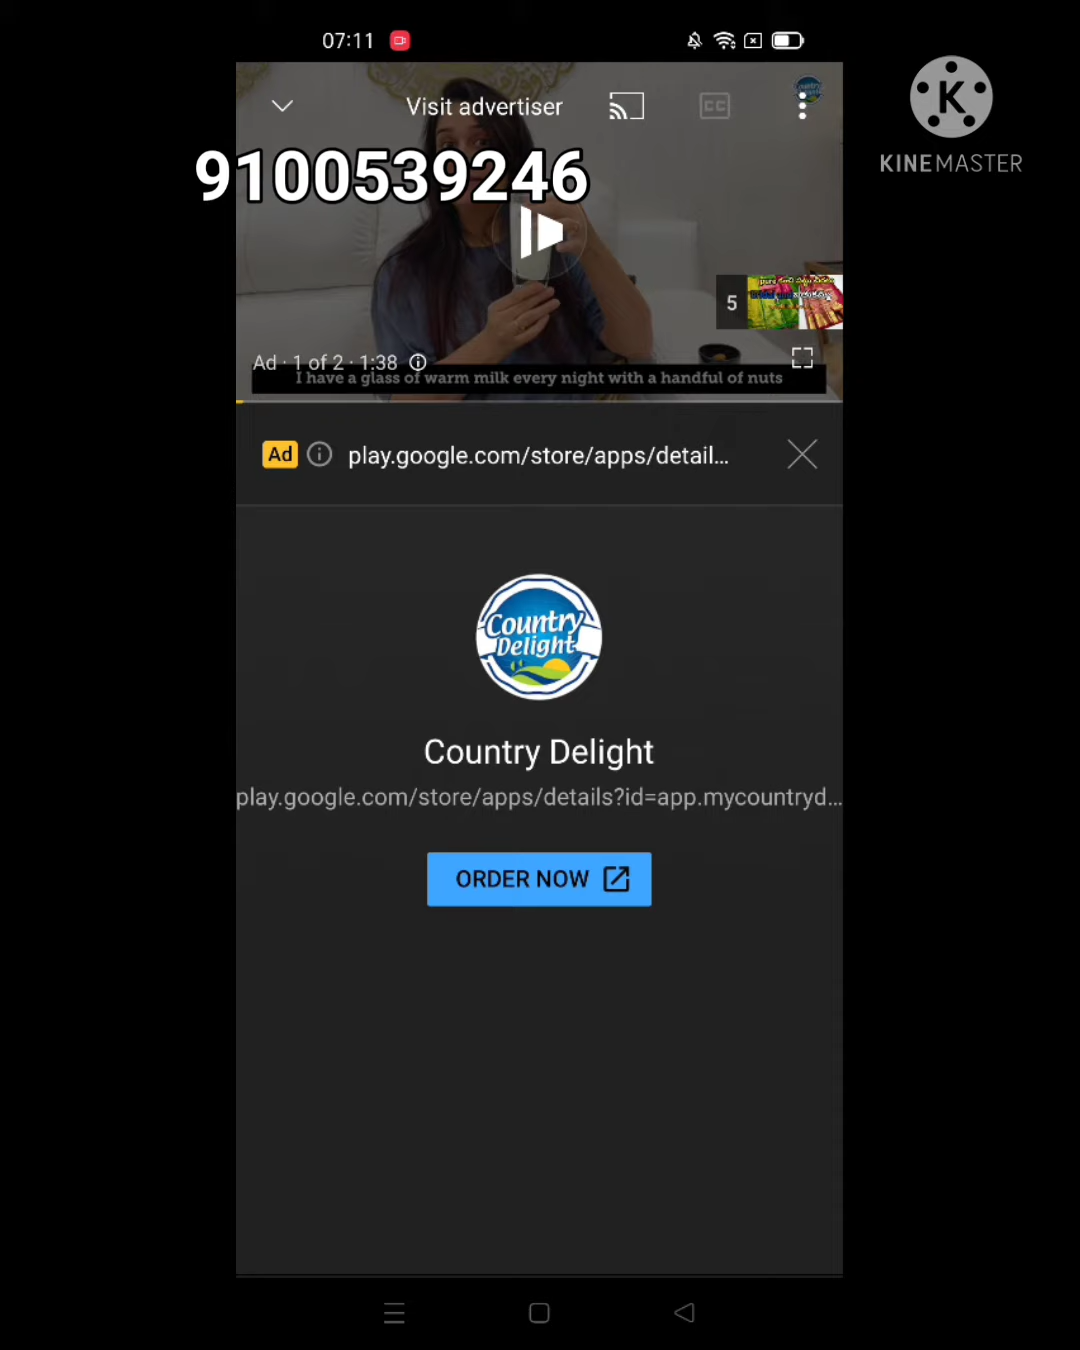 07:11
Visit advertiser
CC
K
KINEMASTER
9100539246
5
pure
Ad · 1 of 2 · 1:38
I have a glass of warm milk every night with a handful of nuts
Ad
play.google.com/store/apps/detail...
Country
Delight
Country Delight
play.google.com/store/apps/details?id=app.mycountryd...
ORDER NOW